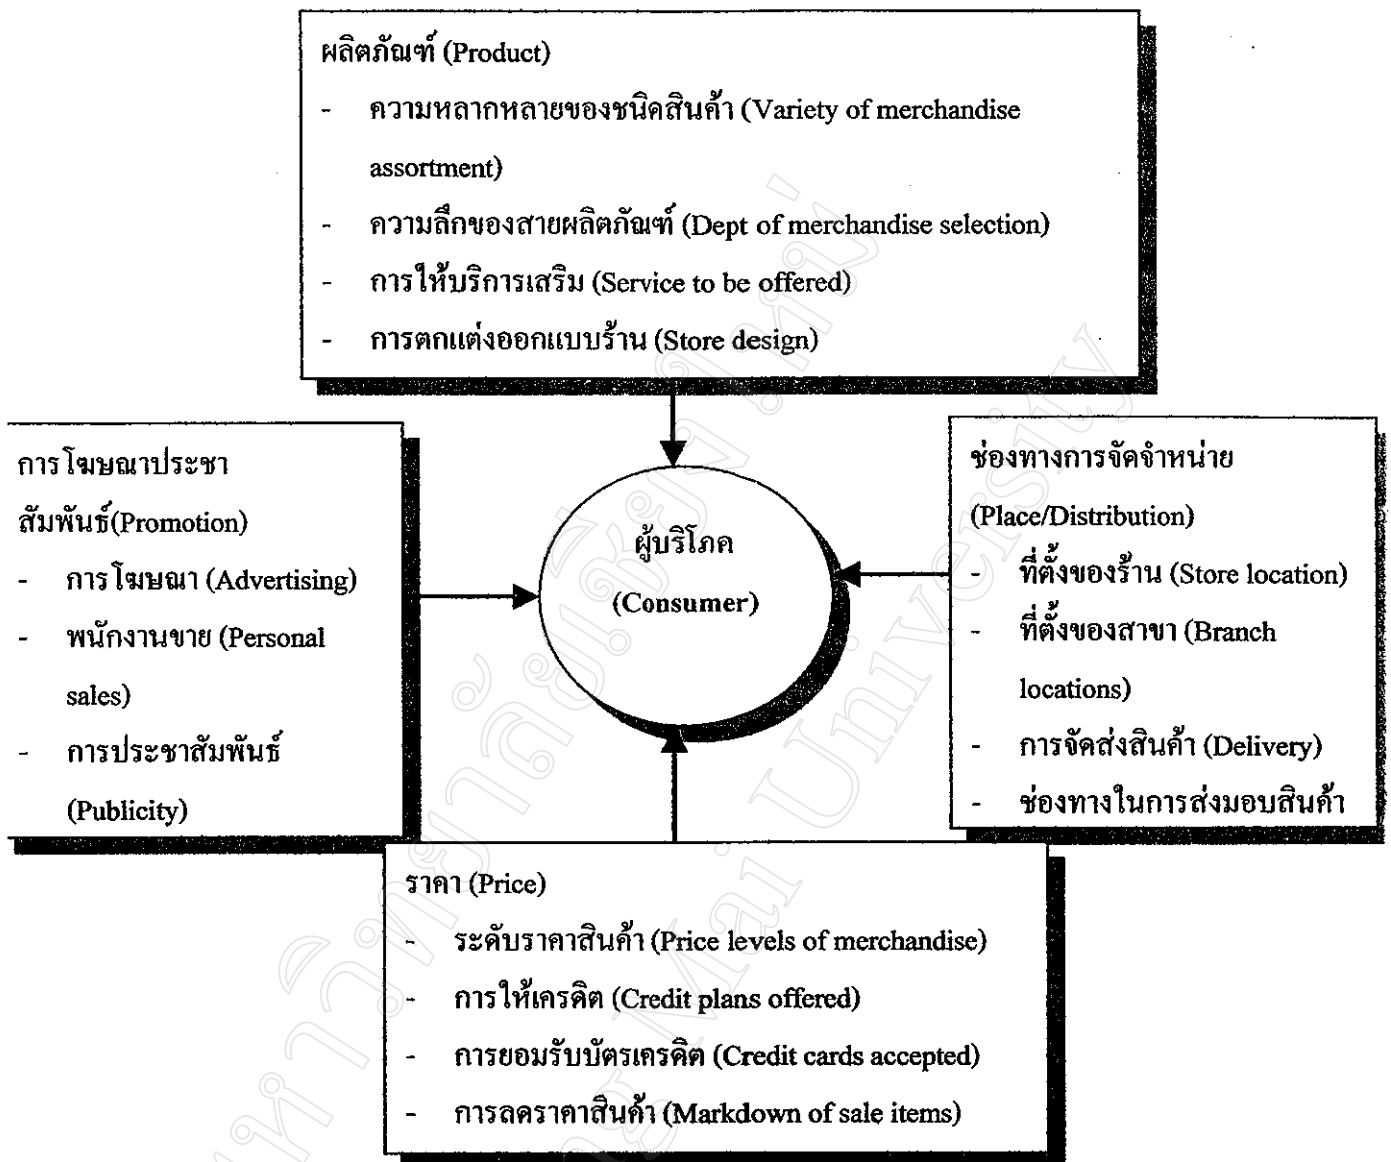 ผลิตภัณฑ์ (Product)
- ความหลากหลายของชนิดสินค้า (Variety of merchandise
assortment)
- ความลึกของสายผลิตภัณฑ์ (Dept of merchandise selection)
- การให้บริการเสริม (Service to be offered)
- การตกแต่งออกแบบร้าน (Store design)
การโฆษณาประชา
สัมพันธ์(Promotion)
- การโฆษณา (Advertising)
- พนักงานขาย (Personal
sales)
- การประชาสัมพันธ์
(Publicity)
ผู้บริโภค
(Consumer)
ช่องทางการจัดจำหน่าย
(Place/Distribution)
- ที่ตั้งของร้าน (Store location)
- ที่ตั้งของสาขา (Branch
locations)
- การจัดส่งสินค้า (Delivery)
- ช่องทางในการส่งมอบสินค้า
ราคา (Price)
- ระดับราคาสินค้า (Price levels of merchandise)
- การให้เครดิต (Credit plans offered)
- การยอมรับบัตรเครดิต (Credit cards accepted)
- การลดราคาสินค้า (Markdown of sale items)
Mai University